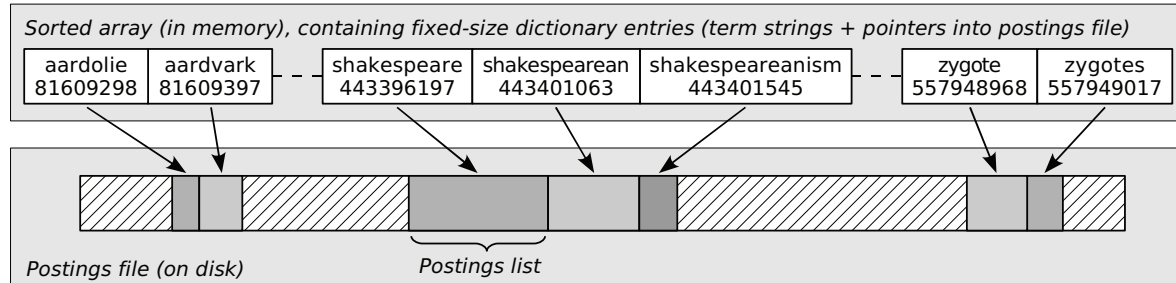 Sorted array (in memory), containing fixed-size dictionary entries (term strings + pointers into postings file)
aardolie aardvark shakespeare shakespearean shakespeareanism zygote zygotes
81609298 81609397 443396197 443401063 443401545 557948968 557949017
Postings list
Postings file (on disk)